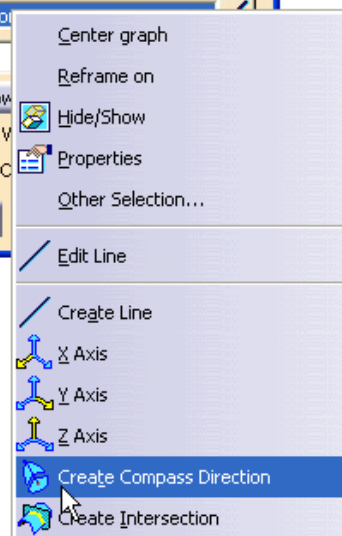 Center graph
Reframe on
Hide/Show
Properties
Other Selection...
Edit Line
Create Line
X Axis
Y Axis
Z Axis
Create Compass Direction
Create Intersection